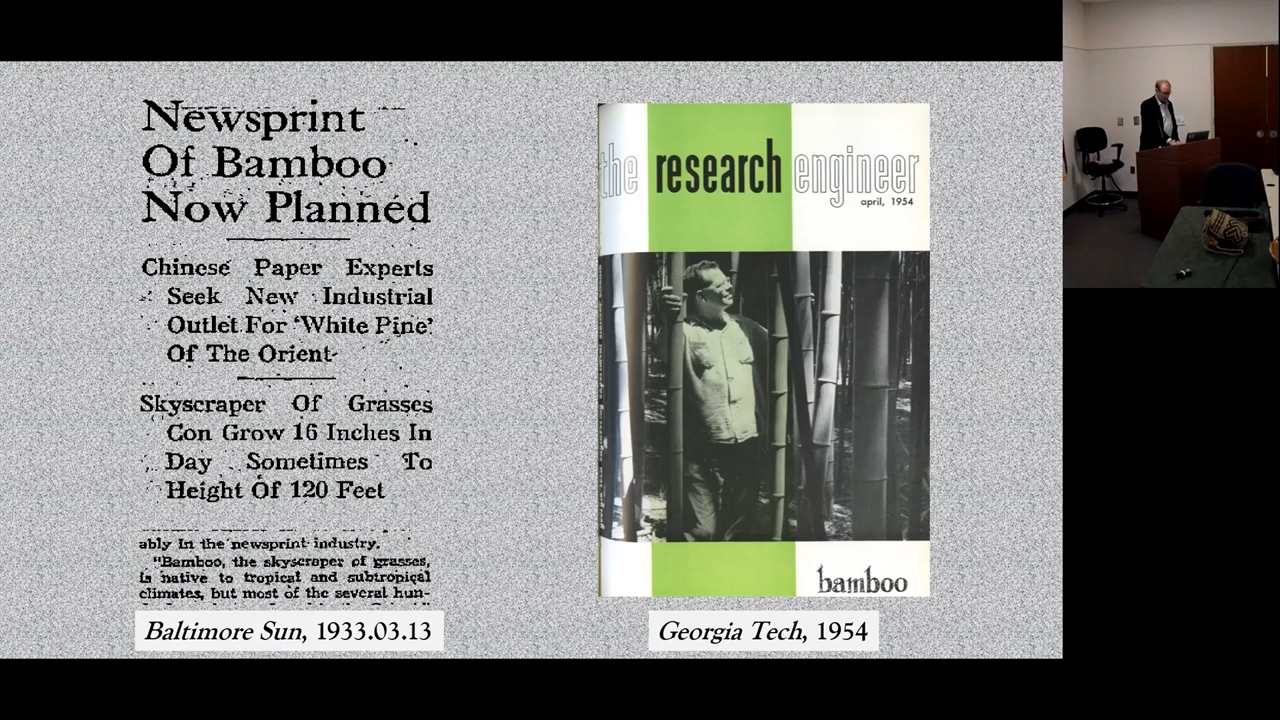 Newsprint
Of Bamboo
Now Planned
Chinese Paper Experts
Seek New Industrial
Outlet For 'White Pine'
Of The Orient
Skyscraper Of Grasses
Con Grow 16 Inches In
Day Sometimes To
Height Of 120 Feet
ably in the newsprint industry.
"Bamboo, the skyscraper of grasses,
is native to tropical and subtropical
climates, but most of the several hun-
Baltimore Sun, 1933.03.13
the research engineer
april, 1954
bamboo
Georgia Tech, 1954